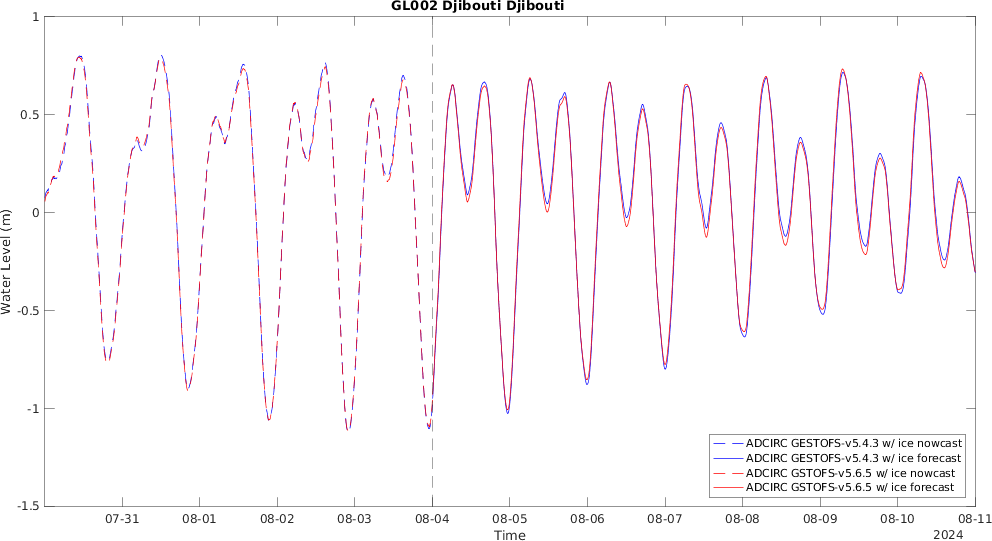 GL002 Djibouti Djibouti
1
0.5
0
-0.5
-1
-1.5
Water Level (m)
07-31
08-01
08-02
08-03
08-04
08-05
08-06
08-07
08-08
08-09
08-10
08-11
Time
2024
ADCIRC GESTOFS-v5.4.3 w/ ice nowcast
ADCIRC GESTOFS-v5.4.3 w/ ice forecast
ADCIRC GSTOFS-v5.6.5 w/ ice nowcast
ADCIRC GSTOFS-v5.6.5 w/ ice forecast